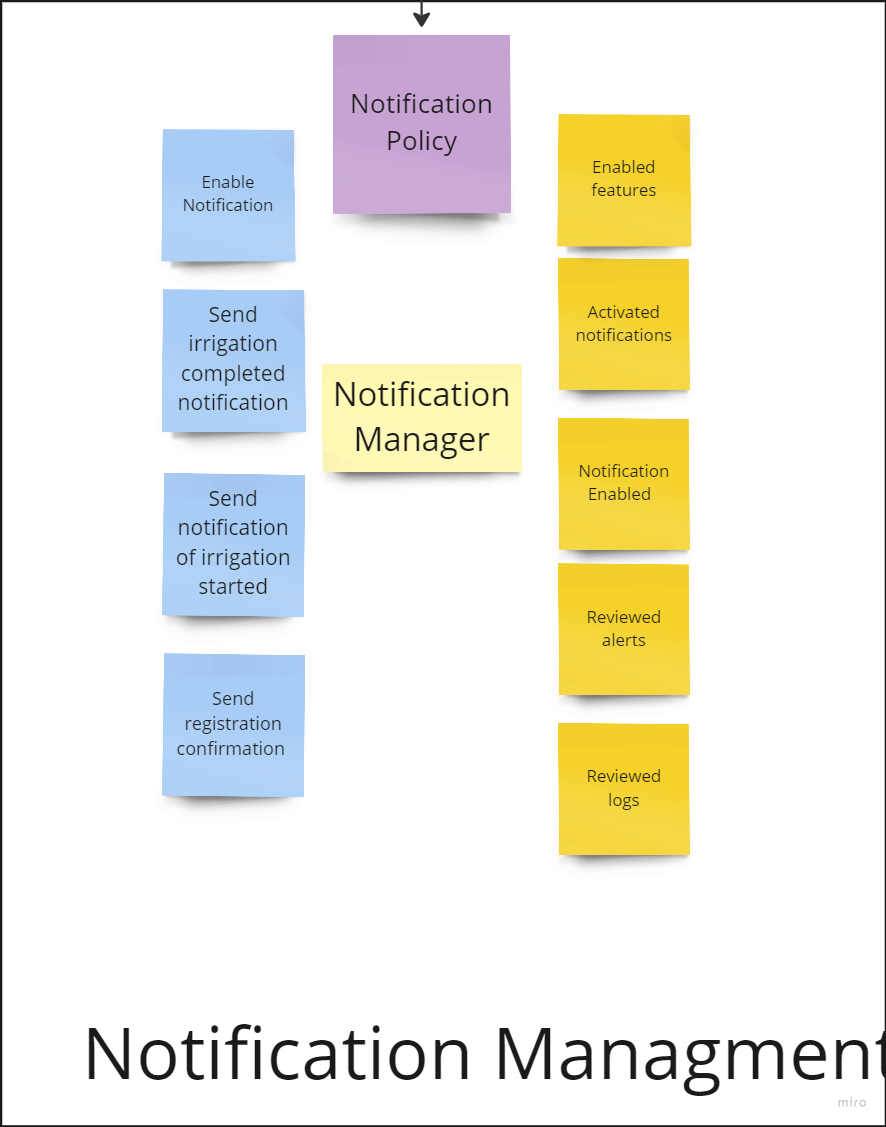 Notification
Policy
Enable
Notification
Send
irrigation
completed
notification
Send
notification
of irrigation
started
Send
registration
confirmation
Notification
Manager
Enabled
features
Activated
notifications
Notification
Enabled
Reviewed
alerts
Reviewed
logs
Notification Managment
miro